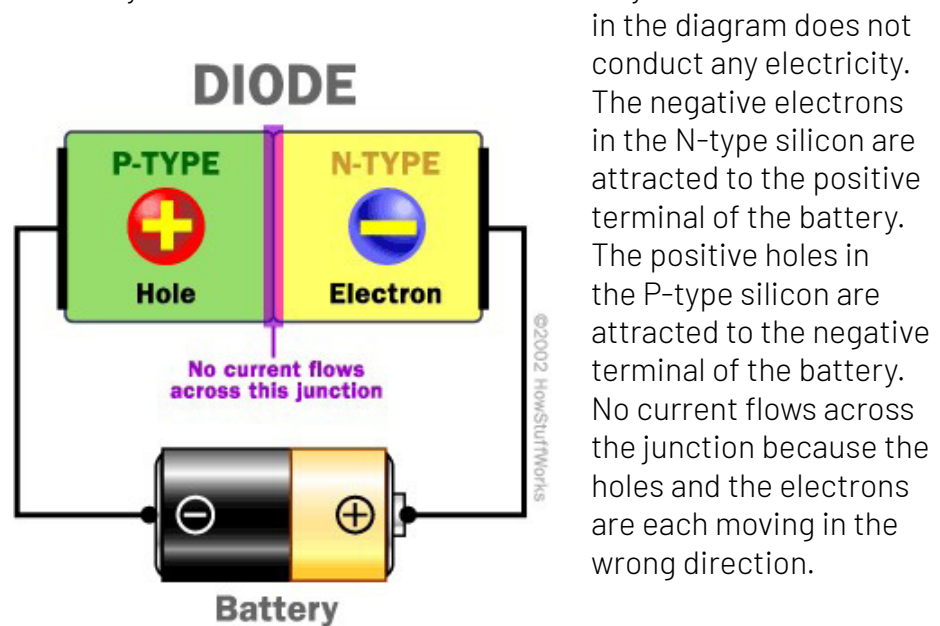 in the diagram does not
conduct any electricity.
The negative electrons
in the N-type silicon are
attracted to the positive
terminal of the battery.
The positive holes in
the P-type silicon are
attracted to the negative
terminal of the battery.
No current flows across
the junction because the
holes and the electrons
are each moving in the
wrong direction.
DIODE
P-TYPE
N-TYPE
Hole
Electron
No current flows
across this junction
©2002 HowStuffWorks
Battery